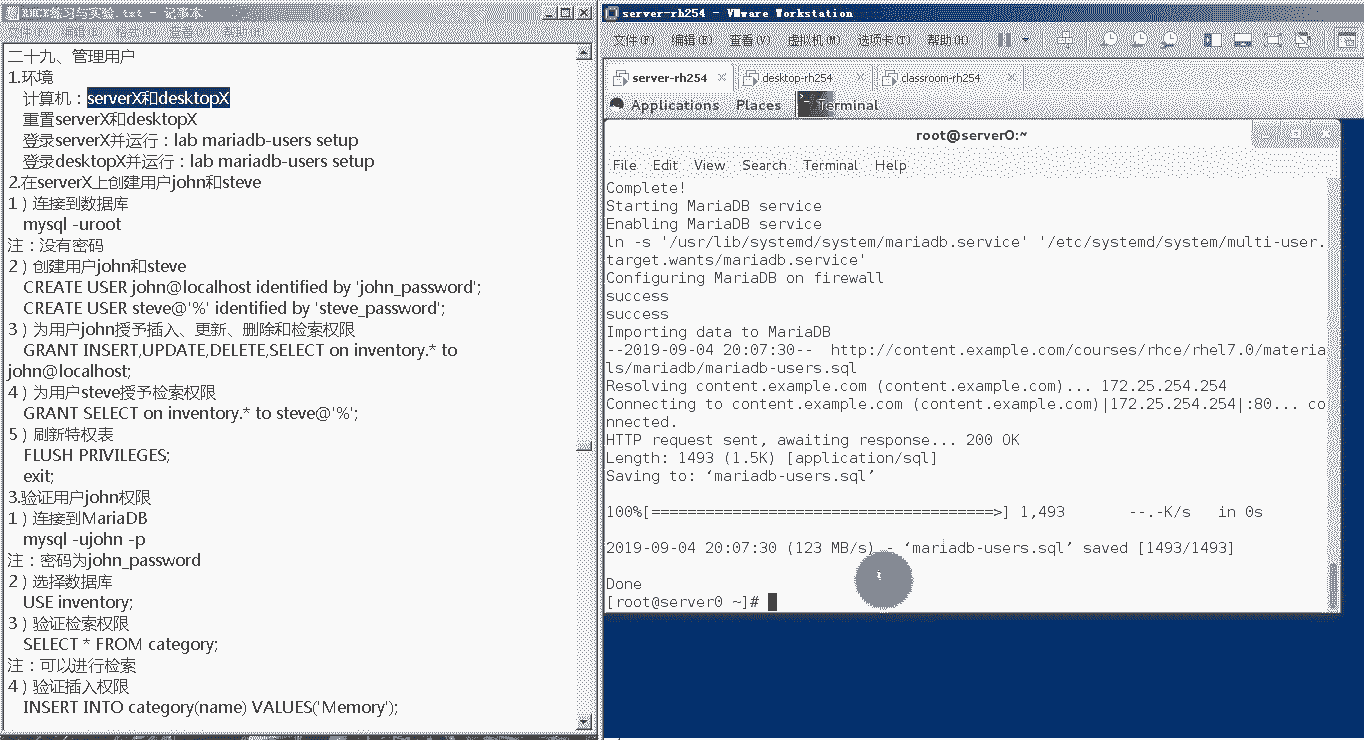 RHCE练习与实验.txt - 记事本
文件(F) 编辑(E) 格式(O) 查看(V) 帮助(H)
二十九、管理用户
1.环境
计算机：serverX和desktopX
重置serverX和desktopX
登录serverX并运行：lab mariadb-users setup
登录desktopX并运行：lab mariadb-users setup
2.在serverX上创建用户john和steve
1）连接到数据库
mysql -uroot
注：没有密码
2）创建用户john和steve
CREATE USER john@localhost identified by 'john_password';
CREATE USER steve@'%' identified by 'steve_password';
3）为用户john授予插入、更新、删除和检索权限
GRANT INSERT,UPDATE,DELETE,SELECT on inventory.* to
john@localhost;
4）为用户steve授予检索权限
GRANT SELECT on inventory.* to steve@'%';
5）刷新特权表
FLUSH PRIVILEGES;
exit;
3.验证用户john权限
1）连接到MariaDB
mysql -ujohn -p
注：密码为john_password
2）选择数据库
USE inventory;
3）验证检索权限
SELECT * FROM category;
注：可以进行检索
4）验证插入权限
INSERT INTO category(name) VALUES('Memory');
server-rh254 - VMware Workstation
文件(F) 编辑(E) 查看(V) 虚拟机(M) 选项卡(T) 帮助(H)
server-rh254 desktop-rh254 classroom-rh254
Applications Places Terminal
root@server0:~
File Edit View Search Terminal Help
Complete!
Starting MariaDB service
Enabling MariaDB service
ln -s '/usr/lib/systemd/system/mariadb.service' '/etc/systemd/system/multi-user.
target.wants/mariadb.service'
Configuring MariaDB on firewall
success
success
Importing data to MariaDB
--2019-09-04 20:07:30--  http://content.example.com/courses/rhce/rhel7.0/materia
ls/mariadb/mariadb-users.sql
Resolving content.example.com (content.example.com)... 172.25.254.254
Connecting to content.example.com (content.example.com)|172.25.254.254|:80... co
nnected.
HTTP request sent, awaiting response... 200 OK
Length: 1493 (1.5K) [application/sql]
Saving to: ‘mariadb-users.sql’
100%[======================================>] 1,493       --.-K/s   in 0s
2019-09-04 20:07:30 (123 MB/s) - ‘mariadb-users.sql’ saved [1493/1493]
Done
[root@server0 ~]#